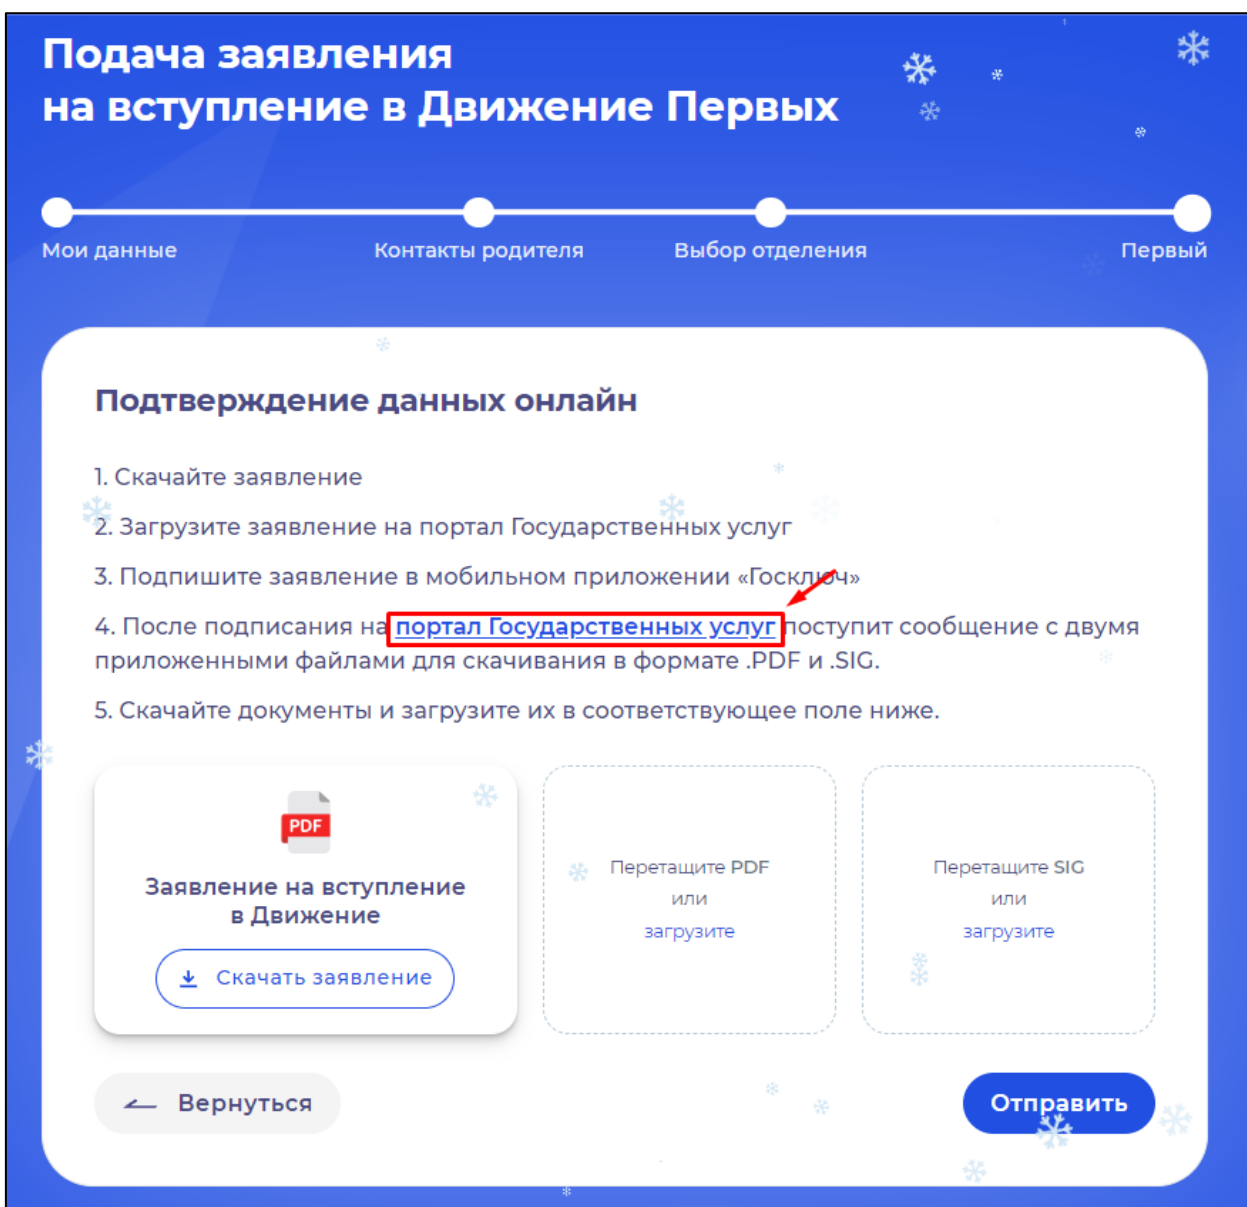 Подача заявления
на вступление в Движение Первых
Мои данные
Контакты родителя
Выбор отделения
Первый
Подтверждение данных онлайн
1. Скачайте заявление
2. Загрузите заявление на портал Государственных услуг
3. Подпишите заявление в мобильном приложении «Госключ»
4. После подписания на портал Государственных услуг поступит сообщение с двумя
приложенными файлами для скачивания в формате .PDF и .SIG.
5. Скачайте документы и загрузите их в соответствующее поле ниже.
PDF
Заявление на вступление
в Движение
Скачать заявление
Перетащите PDF
или
загрузите
Перетащите SIG
или
загрузите
Вернуться
Отправить